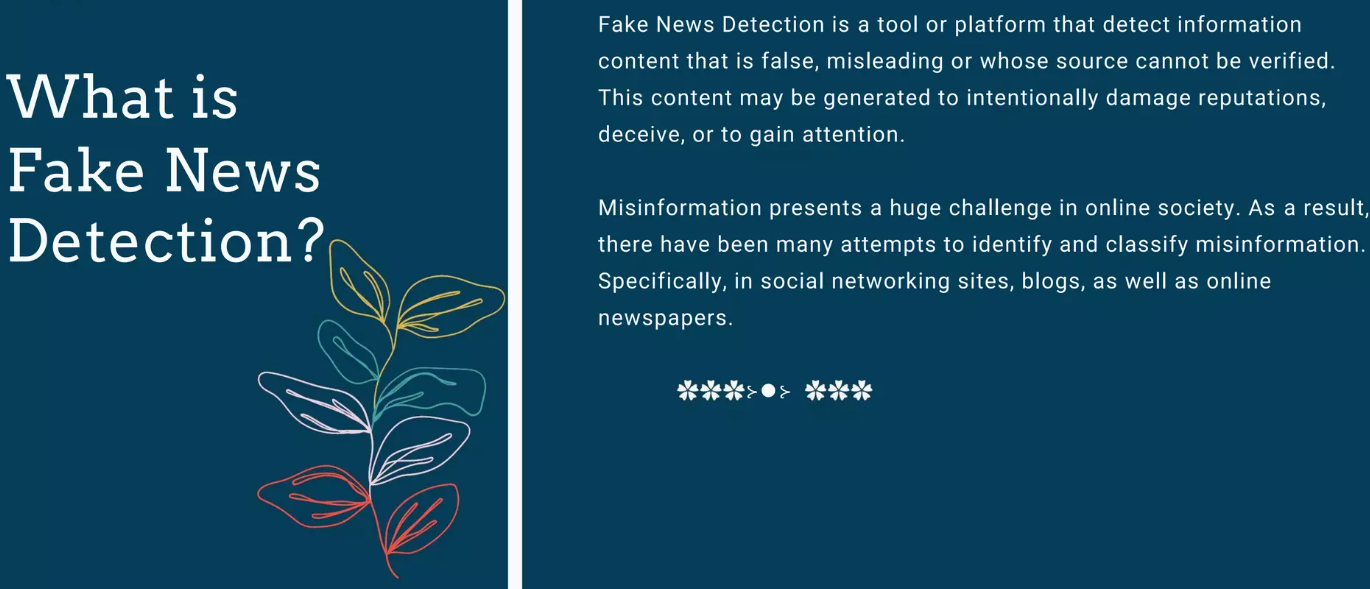 What is
Fake News
Detection?
Fake News Detection is a tool or platform that detect information
content that is false, misleading or whose source cannot be verified.
This content may be generated to intentionally damage reputations,
deceive, or to gain attention.
Misinformation presents a huge challenge in online society. As a result,
there have been many attempts to identify and classify misinformation.
Specifically, in social networking sites, blogs, as well as online
newspapers.